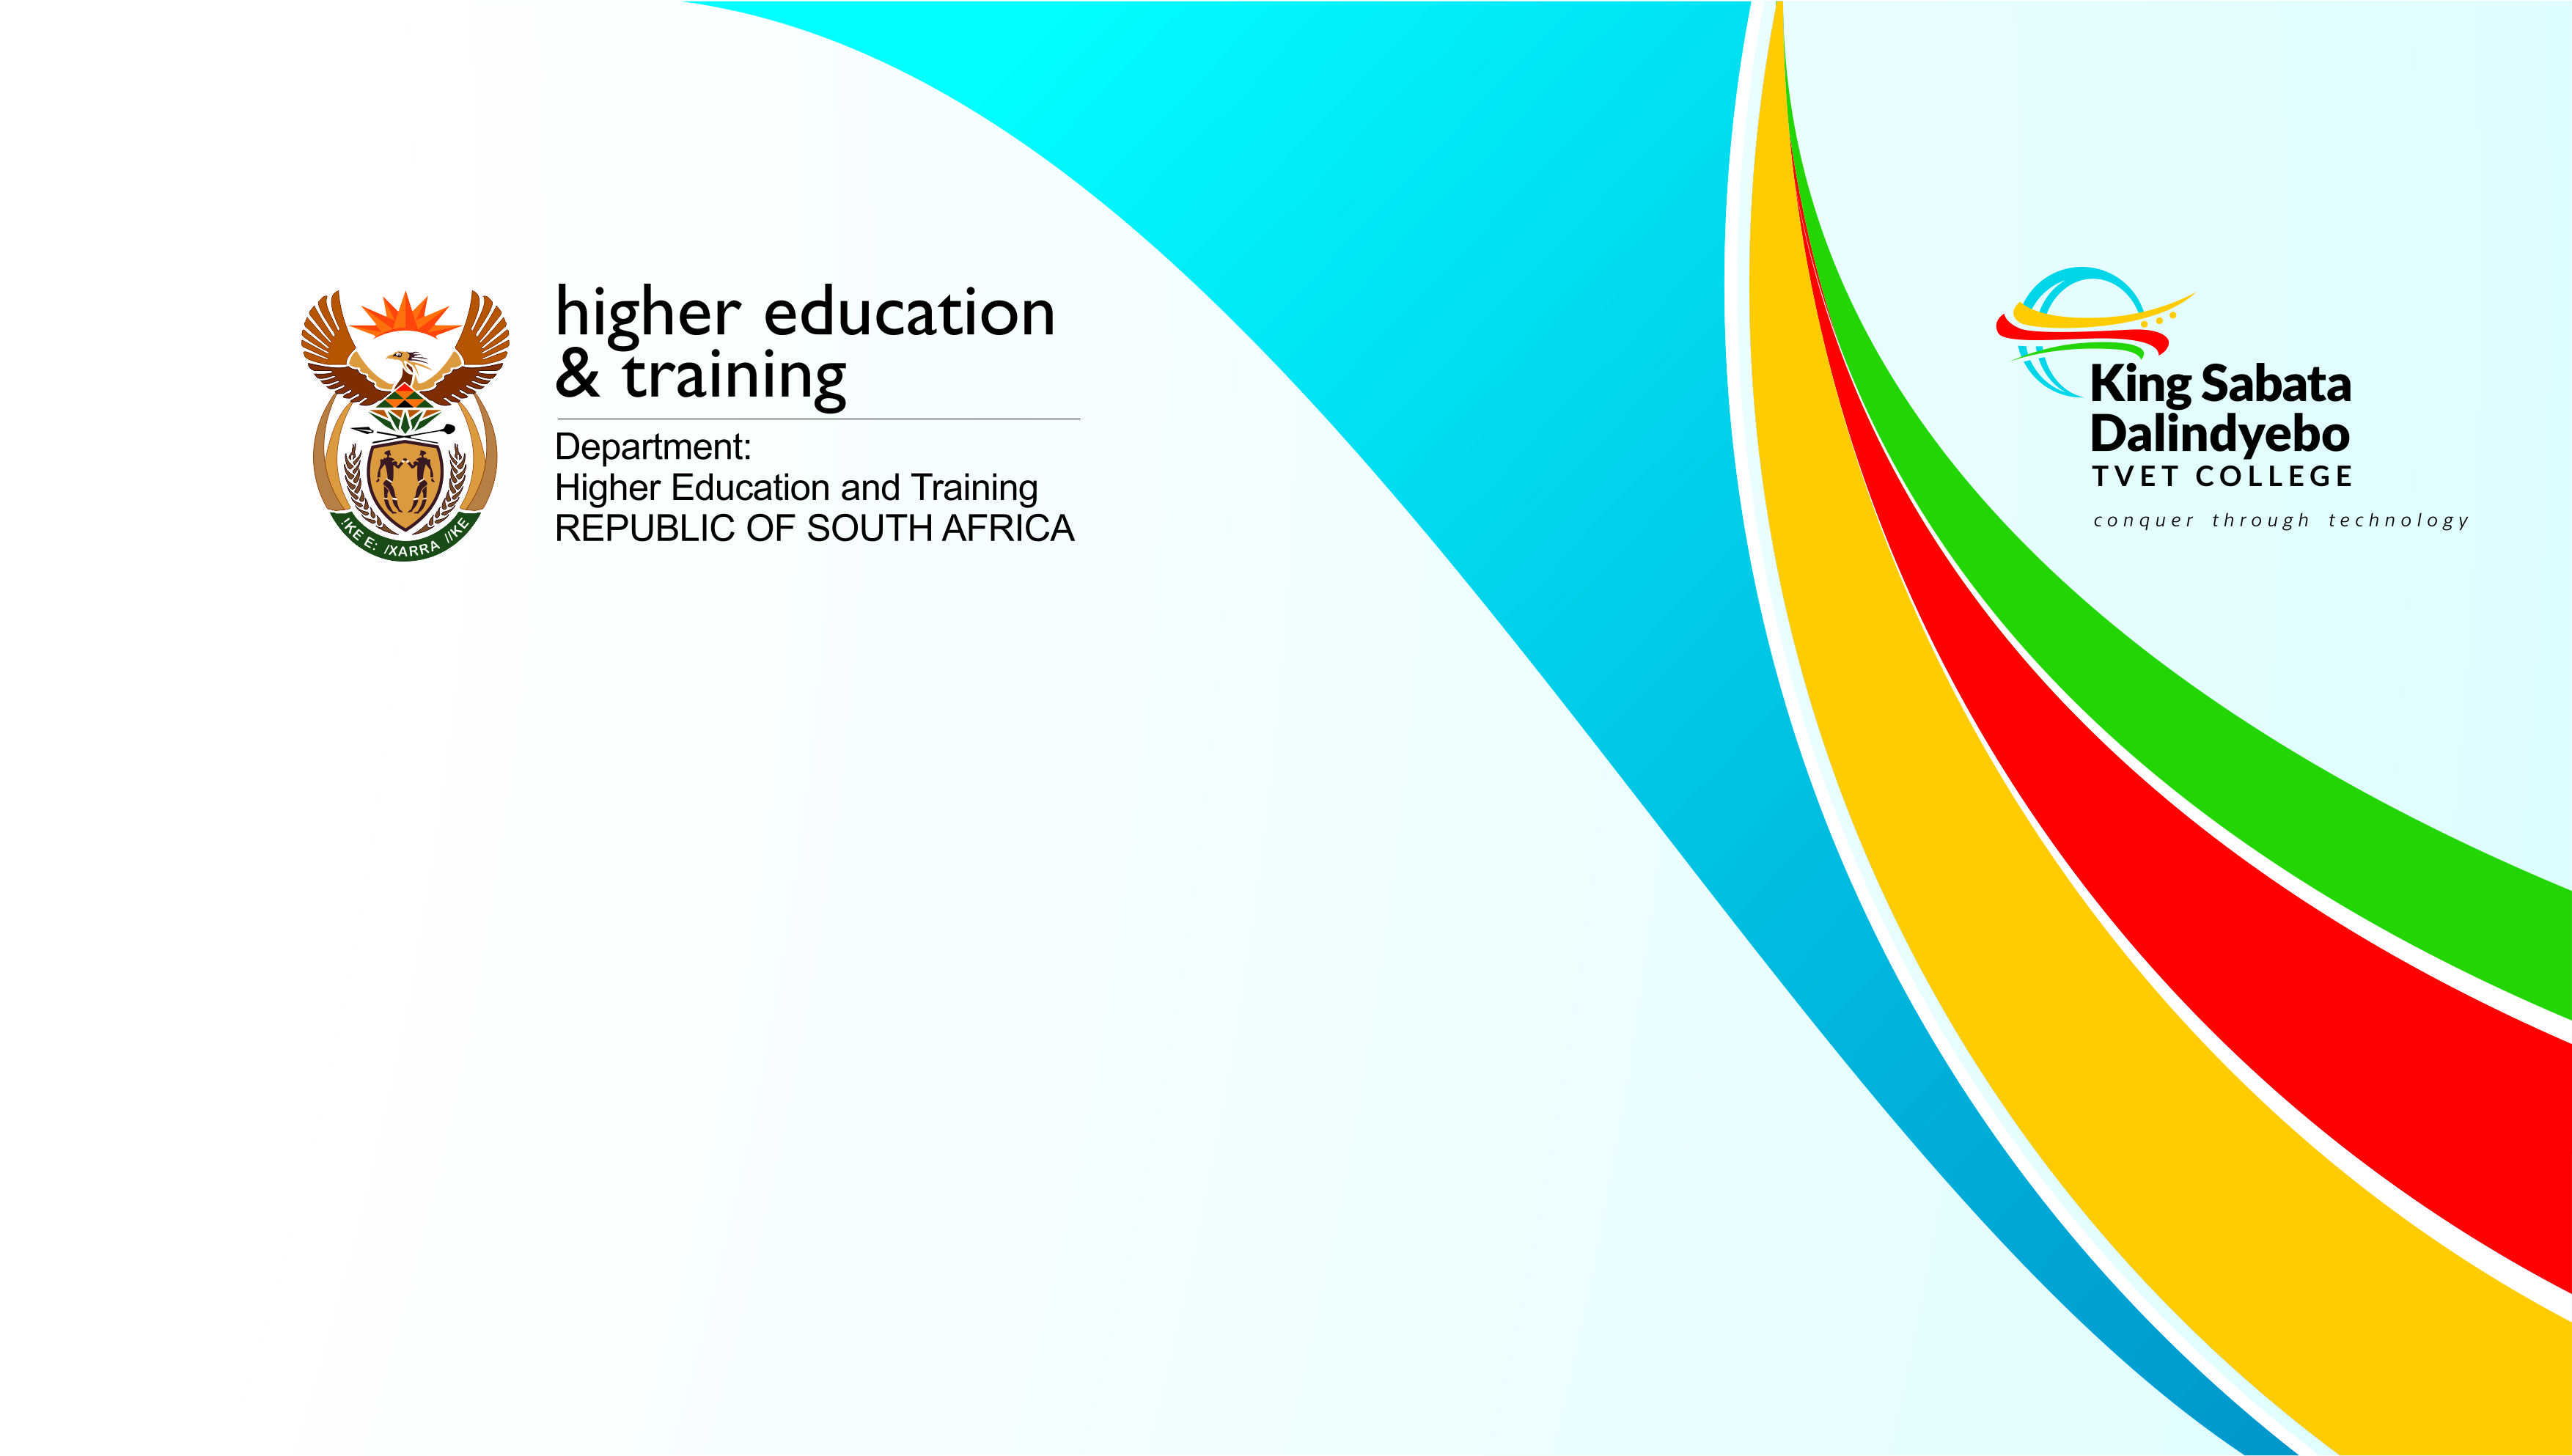 higher education
& training
Department:
Higher Education and Training
REPUBLIC OF SOUTH AFRICA
!KE E: /XARRA //KE
King Sabata
Dalindyebo
TVET COLLEGE
conquer through technology